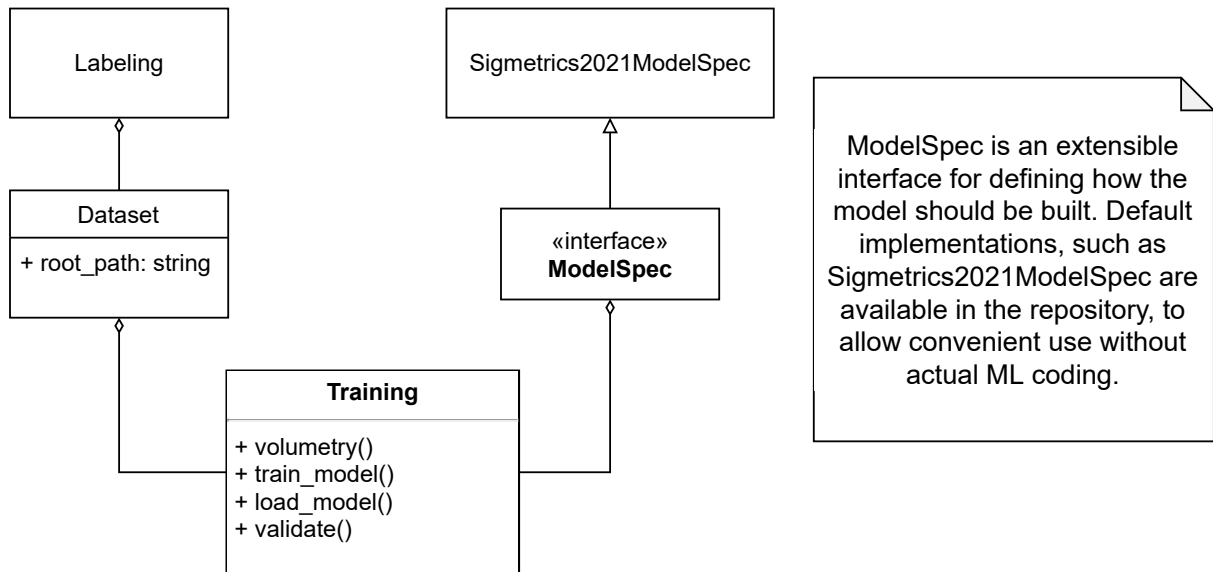 Labeling
Sigmetrics2021ModelSpec
Dataset
+ root_path: string
«interface»
ModelSpec
Training
+ volumetry()
+ train_model()
+ load_model()
+ validate()
ModelSpec is an extensible
interface for defining how the
model should be built. Default
implementations, such as
Sigmetrics2021ModelSpec are
available in the repository, to
allow convenient use without
actual ML coding.